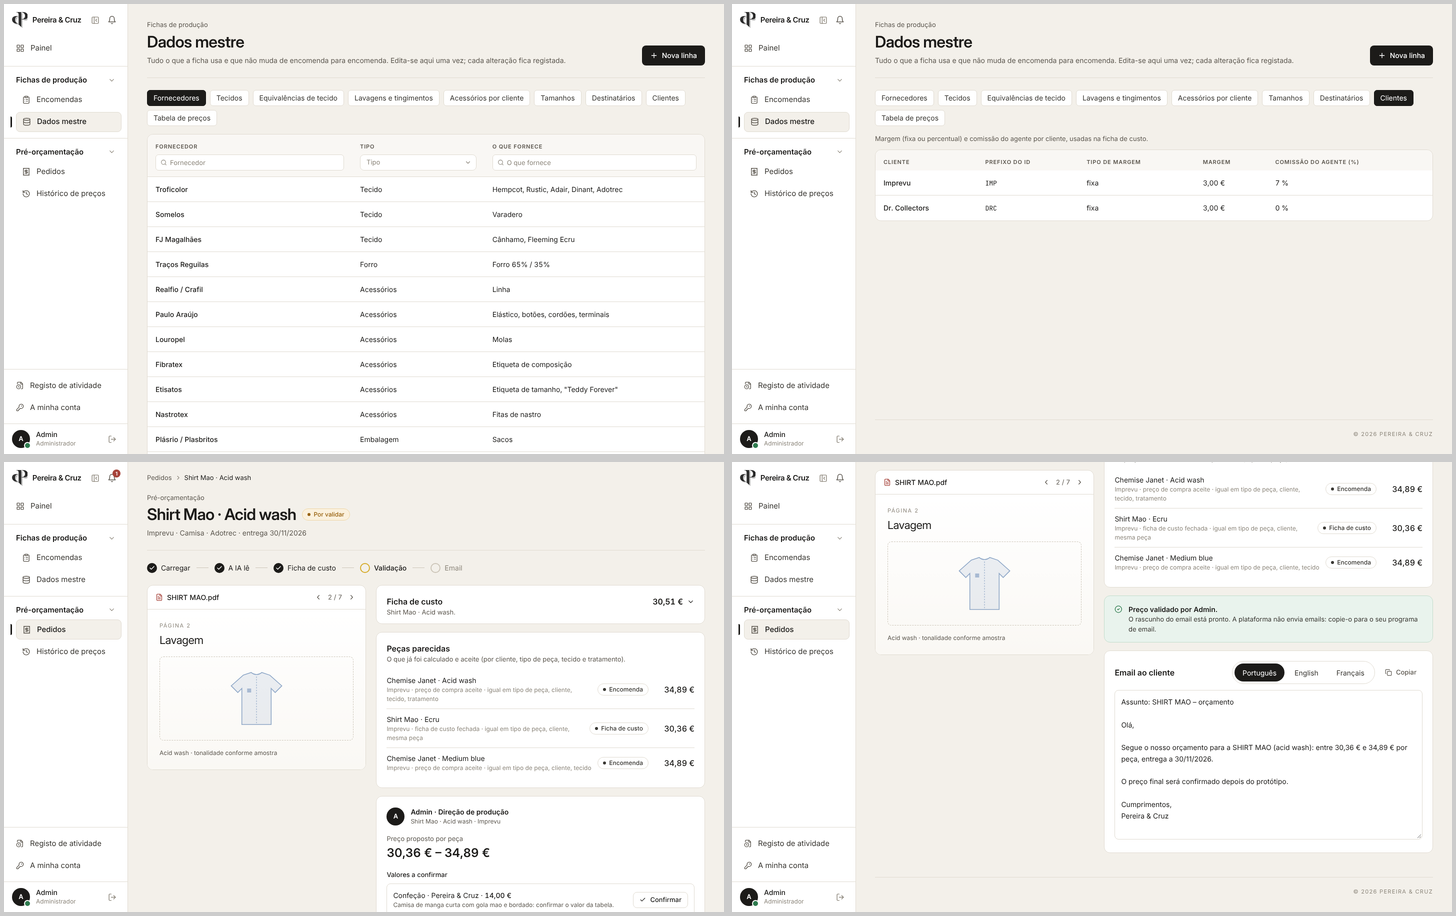 Pereira & Cruz
Painel
Fichas de produção
Encomendas
Dados mestre
Pré-orçamentação
Pedidos
Histórico de preços
Registo de atividade
A minha conta
A
Admin
Administrador
Fichas de produção
Dados mestre
Tudo o que a ficha usa e que não muda de encomenda para encomenda. Edita-se aqui uma vez; cada alteração fica registada.
+ Nova linha
Fornecedores Tecidos Equivalências de tecido Lavagens e tingimentos Acessórios por cliente Tamanhos Destinatários Clientes
Tabela de preços
FORNECEDOR TIPO O QUE FORNECE
Fornecedor Tipo O que fornece
Troficolor Tecido Hempcot, Rustic, Adair, Dinant, Adotrec
Somelos Tecido Varadero
FJ Magalhães Tecido Cânhamo, Fleeming Ecru
Traços Reguilas Forro Forro 65% / 35%
Realfio / Crafil Acessórios Linha
Paulo Araújo Acessórios Elástico, botões, cordões, terminais
Louropel Acessórios Molas
Fibratex Acessórios Etiqueta de composição
Etisatos Acessórios Etiqueta de tamanho, "Teddy Forever"
Nastrotex Acessórios Fitas de nastro
Plásrio / Plasbritos Embalagem Sacos
Pereira & Cruz
Painel
Fichas de produção
Encomendas
Dados mestre
Pré-orçamentação
Pedidos
Histórico de preços
Registo de atividade
A minha conta
A
Admin
Administrador
Fichas de produção
Dados mestre
Tudo o que a ficha usa e que não muda de encomenda para encomenda. Edita-se aqui uma vez; cada alteração fica registada.
+ Nova linha
Fornecedores Tecidos Equivalências de tecido Lavagens e tingimentos Acessórios por cliente Tamanhos Destinatários Clientes
Tabela de preços
Margem (fixa ou percentual) e comissão do agente por cliente, usadas na ficha de custo.
CLIENTE PREFIXO DO ID TIPO DE MARGEM MARGEM COMISSÃO DO AGENTE (%)
Imprevu IMP fixa 3,00 € 7 %
Dr. Collectors DRC fixa 3,00 € 0 %
© 2026 PEREIRA & CRUZ
Pereira & Cruz
1
Painel
Fichas de produção
Encomendas
Dados mestre
Pré-orçamentação
Pedidos
Histórico de preços
Registo de atividade
A minha conta
A
Admin
Administrador
Pedidos > Shirt Mao · Acid wash
Pré-orçamentação
Shirt Mao · Acid wash Por validar
Imprevu · Camisa · Adotrec · entrega 30/11/2026
Carregar A IA lê Ficha de custo Validação Email
SHIRT MAO.pdf 2 / 7
PÁGINA 2
Lavagem
Acid wash · tonalidade conforme amostra
Ficha de custo 30,51 €
Shirt Mao · Acid wash.
Peças parecidas
O que já foi calculado e aceite (por cliente, tipo de peça, tecido e tratamento).
Chemise Janet · Acid wash
Imprevu · preço de compra aceite · igual em tipo de peça, cliente,
tecido, tratamento
Encomenda 34,89 €
Shirt Mao · Ecru
Imprevu · ficha de custo fechada · igual em tipo de peça, cliente,
mesma peça
Ficha de custo 30,36 €
Chemise Janet · Medium blue
Imprevu · preço de compra aceite · igual em tipo de peça, cliente, tecido
Encomenda 34,89 €
A
Admin · Direção de produção
Shirt Mao · Acid wash · Imprevu
Preço proposto por peça
30,36 € – 34,89 €
Valores a confirmar
Confeção · Pereira & Cruz · 14,00 €
Camisa de manga curta com gola mao e bordado: confirmar o valor da tabela.
Confirmar
Pereira & Cruz
Painel
Fichas de produção
Encomendas
Dados mestre
Pré-orçamentação
Pedidos
Histórico de preços
Registo de atividade
A minha conta
A
Admin
Administrador
SHIRT MAO.pdf 2 / 7
PÁGINA 2
Lavagem
Acid wash · tonalidade conforme amostra
Chemise Janet · Acid wash
Imprevu · preço de compra aceite · igual em tipo de peça, cliente,
tecido, tratamento
Encomenda 34,89 €
Shirt Mao · Ecru
Imprevu · ficha de custo fechada · igual em tipo de peça, cliente,
mesma peça
Ficha de custo 30,36 €
Chemise Janet · Medium blue
Imprevu · preço de compra aceite · igual em tipo de peça, cliente, tecido
Encomenda 34,89 €
Preço validado por Admin.
O rascunho do email está pronto. A plataforma não envia emails: copie-o para o seu programa
de email.
Email ao cliente Português English Français Copiar
Assunto: SHIRT MAO – orçamento
Olá,
Segue o nosso orçamento para a SHIRT MAO (acid wash): entre 30,36 € e 34,89 € por
peça, entrega a 30/11/2026.
O preço final será confirmado depois do protótipo.
Cumprimentos,
Pereira & Cruz
© 2026 PEREIRA & CRUZ